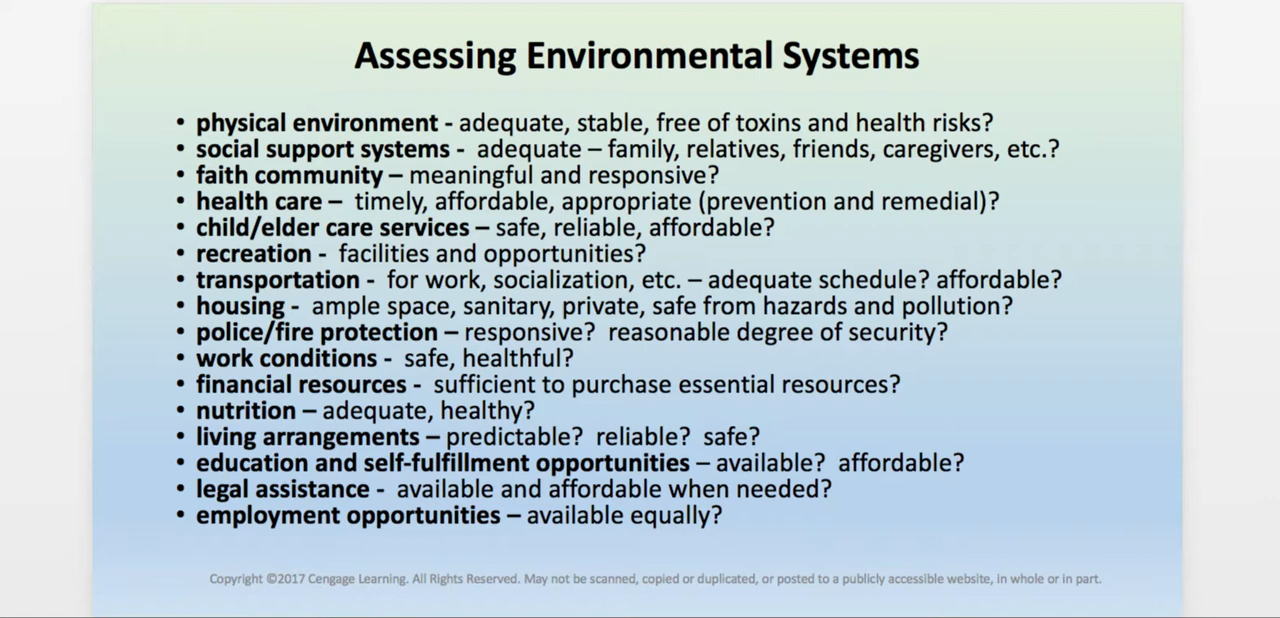 Assessing Environmental Systems
• physical environment - adequate, stable, free of toxins and health risks?
• social support systems -  adequate – family, relatives, friends, caregivers, etc.?
• faith community – meaningful and responsive?
• health care –  timely, affordable, appropriate (prevention and remedial)?
• child/elder care services – safe, reliable, affordable?
• recreation -  facilities and opportunities?
• transportation -  for work, socialization, etc. – adequate schedule? affordable?
• housing -  ample space, sanitary, private, safe from hazards and pollution?
• police/fire protection – responsive?  reasonable degree of security?
• work conditions -  safe, healthful?
• financial resources -  sufficient to purchase essential resources?
• nutrition – adequate, healthy?
• living arrangements – predictable?  reliable?  safe?
• education and self-fulfillment opportunities – available?  affordable?
• legal assistance -  available and affordable when needed?
• employment opportunities – available equally?
Copyright ©2017 Cengage Learning. All Rights Reserved. May not be scanned, copied or duplicated, or posted to a publicly accessible website, in whole or in part.